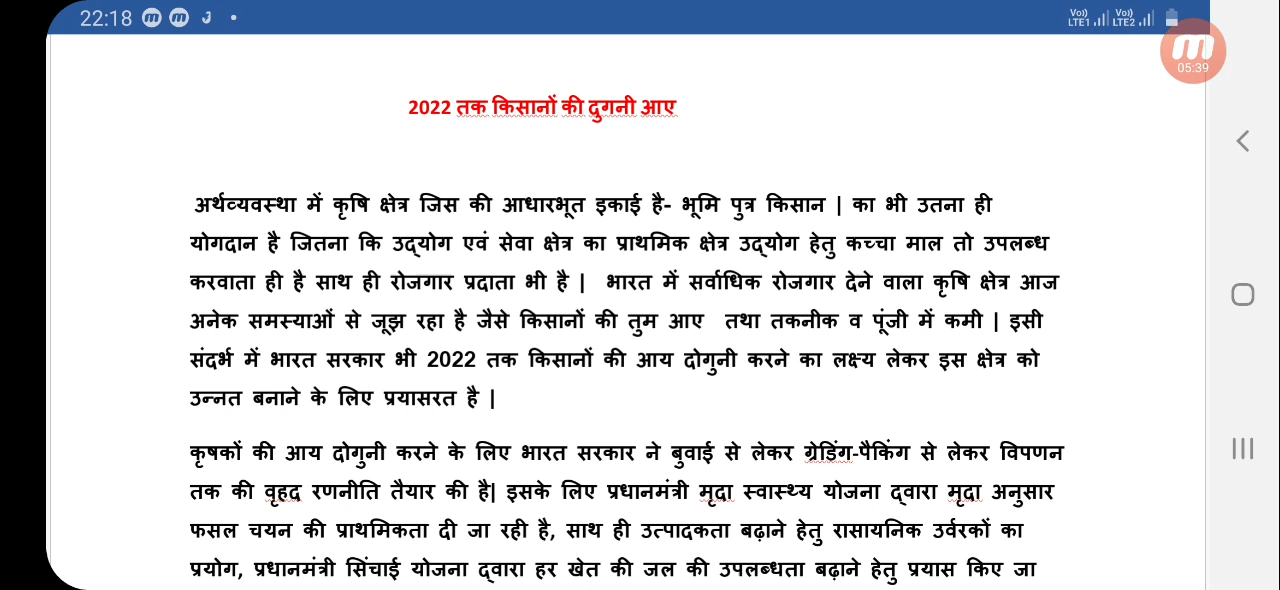 22:18
Vo)) LTE1 Vo)) LTE2
05:39
2022 तक किसानों की दुगनी आए
अर्थव्यवस्था में कृषि क्षेत्र जिस की आधारभूत इकाई है- भूमि पुत्र किसान | का भी उतना ही
योगदान है जितना कि उद्योग एवं सेवा क्षेत्र का प्राथमिक क्षेत्र उद्योग हेतु कच्चा माल तो उपलब्ध
करवाता ही है साथ ही रोजगार प्रदाता भी है | भारत में सर्वाधिक रोजगार देने वाला कृषि क्षेत्र आज
अनेक समस्याओं से जूझ रहा है जैसे किसानों की तुम आए तथा तकनीक व पूंजी में कमी | इसी
संदर्भ में भारत सरकार भी 2022 तक किसानों की आय दोगुनी करने का लक्ष्य लेकर इस क्षेत्र को
उन्नत बनाने के लिए प्रयासरत है |
कृषकों की आय दोगुनी करने के लिए भारत सरकार ने बुवाई से लेकर ग्रेडिंग-पैकिंग से लेकर विपणन
तक की वृहद रणनीति तैयार की है| इसके लिए प्रधानमंत्री मृदा स्वास्थ्य योजना द्वारा मृदा अनुसार
फसल चयन की प्राथमिकता दी जा रही है, साथ ही उत्पादकता बढ़ाने हेतु रासायनिक उर्वरकों का
प्रयोग, प्रधानमंत्री सिंचाई योजना द्वारा हर खेत की जल की उपलब्धता बढ़ाने हेतु प्रयास किए जा